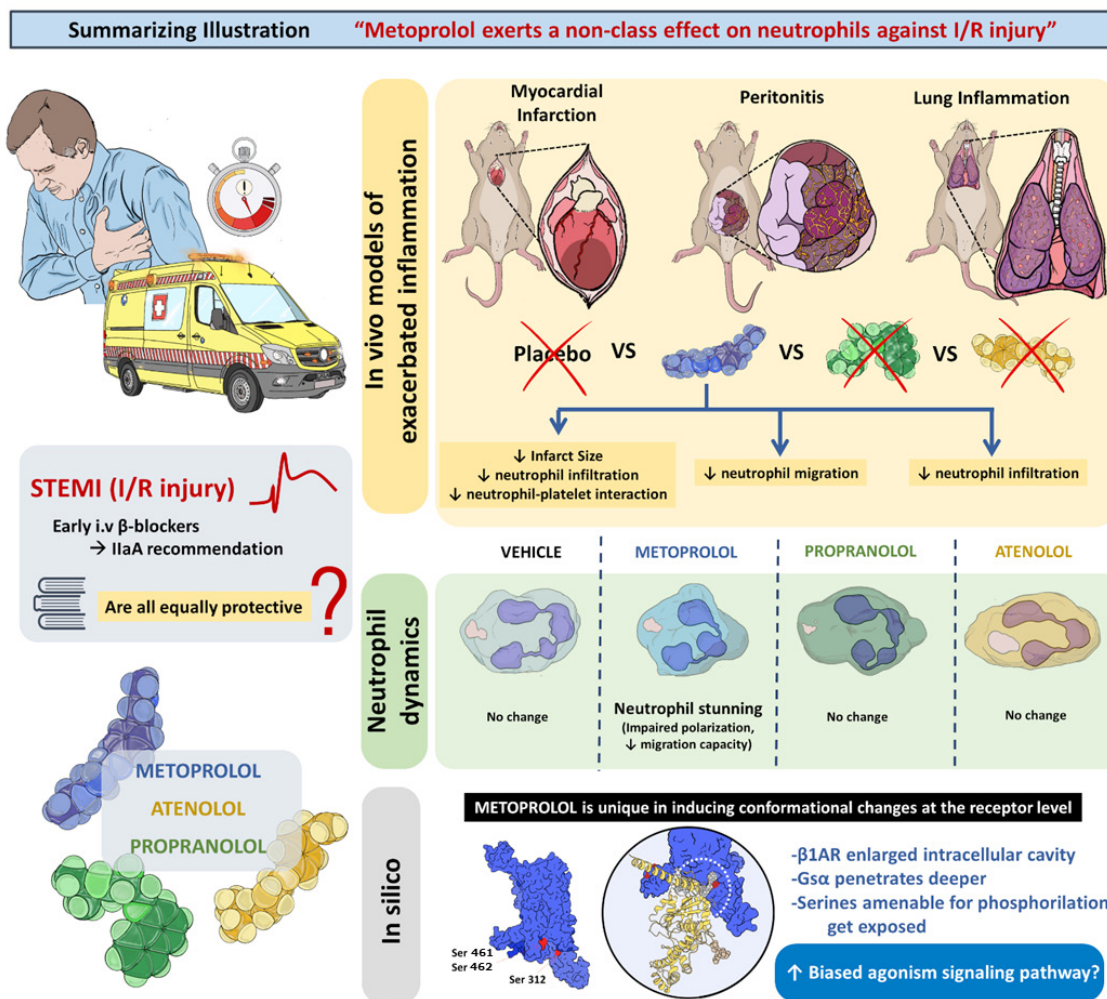 Summarizing Illustration “Metoprolol exerts a non-class effect on neutrophils against I/R injury”
In vivo models of
exacerbated inflammation
Myocardial
Infarction
Peritonitis
Lung Inflammation
Placebo VS VS VS
↓ Infarct Size
↓ neutrophil infiltration
↓ neutrophil-platelet interaction
↓ neutrophil migration
↓ neutrophil infiltration
STEMI (I/R injury)
Early i.v β-blockers
→ IIaA recommendation
Are all equally protective ?
METOPROLOL
ATENOLOL
PROPRANOLOL
Neutrophil
dynamics
VEHICLE
METOPROLOL
PROPRANOLOL
ATENOLOL
No change
Neutrophil stunning
(Impaired polarization,
↓ migration capacity)
No change
No change
In silico
METOPROLOL is unique in inducing conformational changes at the receptor level
Ser 461
Ser 462
Ser 312
-β1AR enlarged intracellular cavity
-Gsα penetrates deeper
-Serines amenable for phosphorilation
get exposed
↑ Biased agonism signaling pathway?